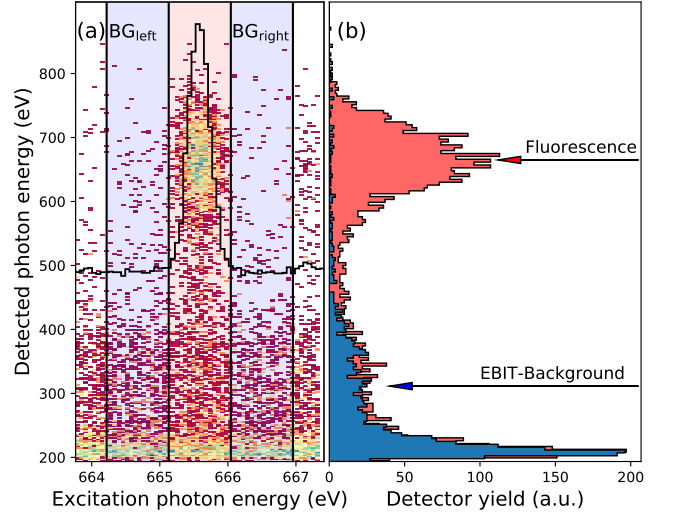 (a) BG_left BG_right (b)
800
700
600
500
400
300
200
Detected photon energy (eV)
Fluorescence
EBIT-Background
664 665 666 667
0 50 100 150 200
Excitation photon energy (eV) Detector yield (a.u.)